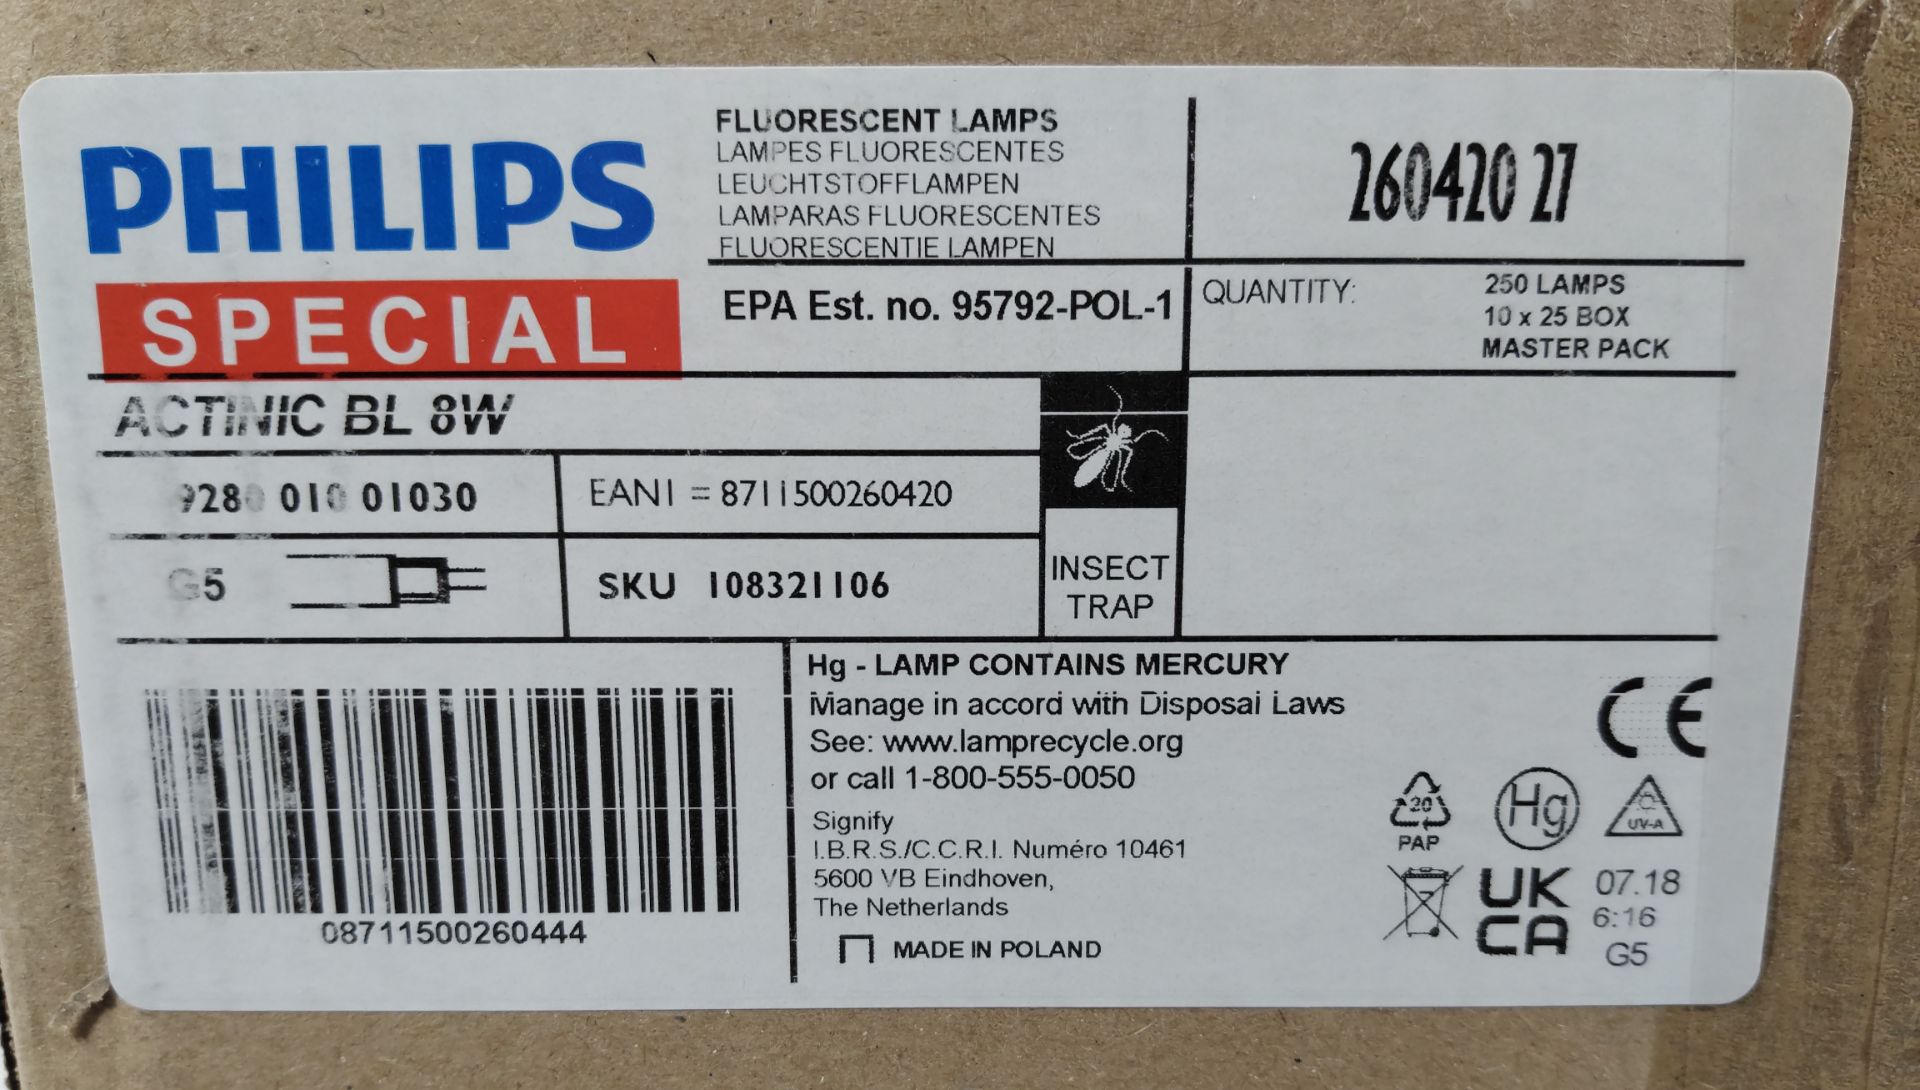 PHILIPS
SPECIAL
FLUORESCENT LAMPS
LAMPES FLUORESCENTES
LEUCHTSTOFFLAMPEN
LAMPARAS FLUORESCENTES
FLUORESCENTIE LAMPEN
260420 27
EPA Est. no. 95792-POL-1
QUANTITY: 250 LAMPS
10 x 25 BOX
MASTER PACK
ACTINIC BL 8W
9280 010 01030
EAN1 = 8711500260420
G5
SKU 108321106
INSECT
TRAP
08711500260444
Hg - LAMP CONTAINS MERCURY
Manage in accord with Disposal Laws
See: www.lamprecycle.org
or call 1-800-555-0050
Signify
I.B.R.S./C.C.R.I. Numéro 10461
5600 VB Eindhoven,
The Netherlands
MADE IN POLAND
CE
20
PAP
Hg
UV-A
UK
CA
07.18
6:16
G5